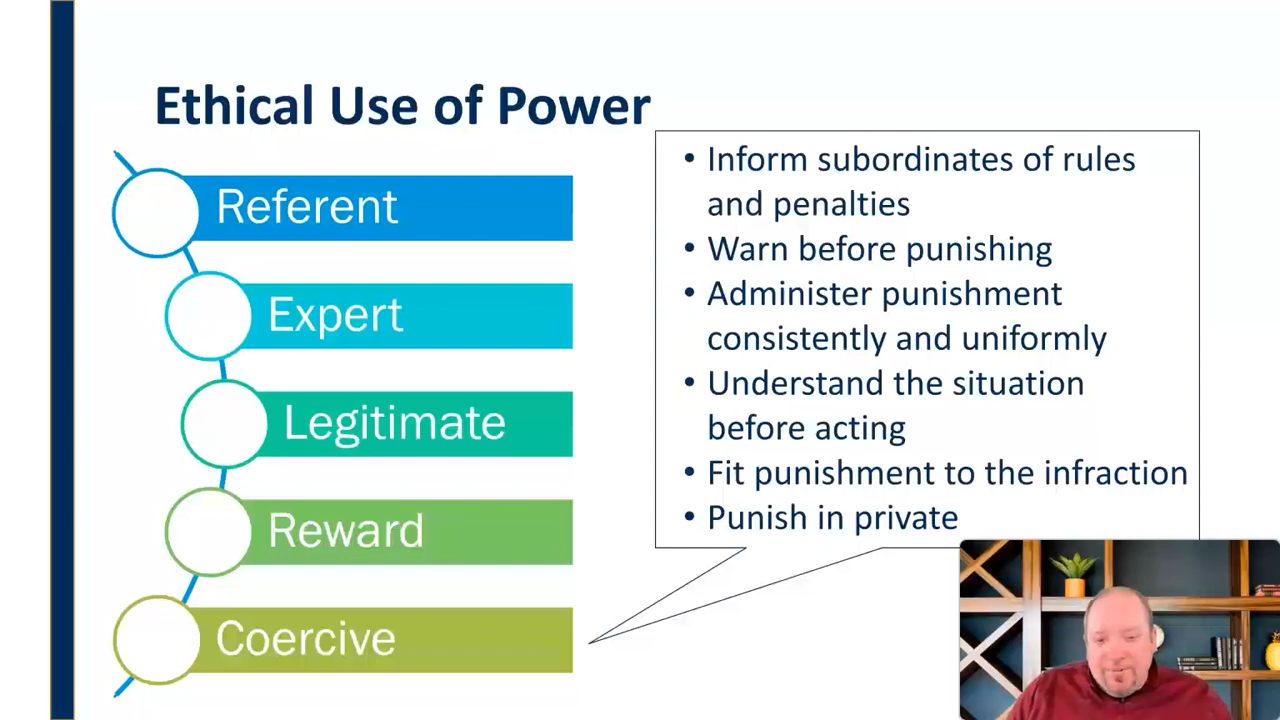 Ethical Use of Power
Referent
Expert
Legitimate
Reward
Coercive
• Inform subordinates of rules
and penalties
• Warn before punishing
• Administer punishment
consistently and uniformly
• Understand the situation
before acting
• Fit punishment to the infraction
• Punish in private